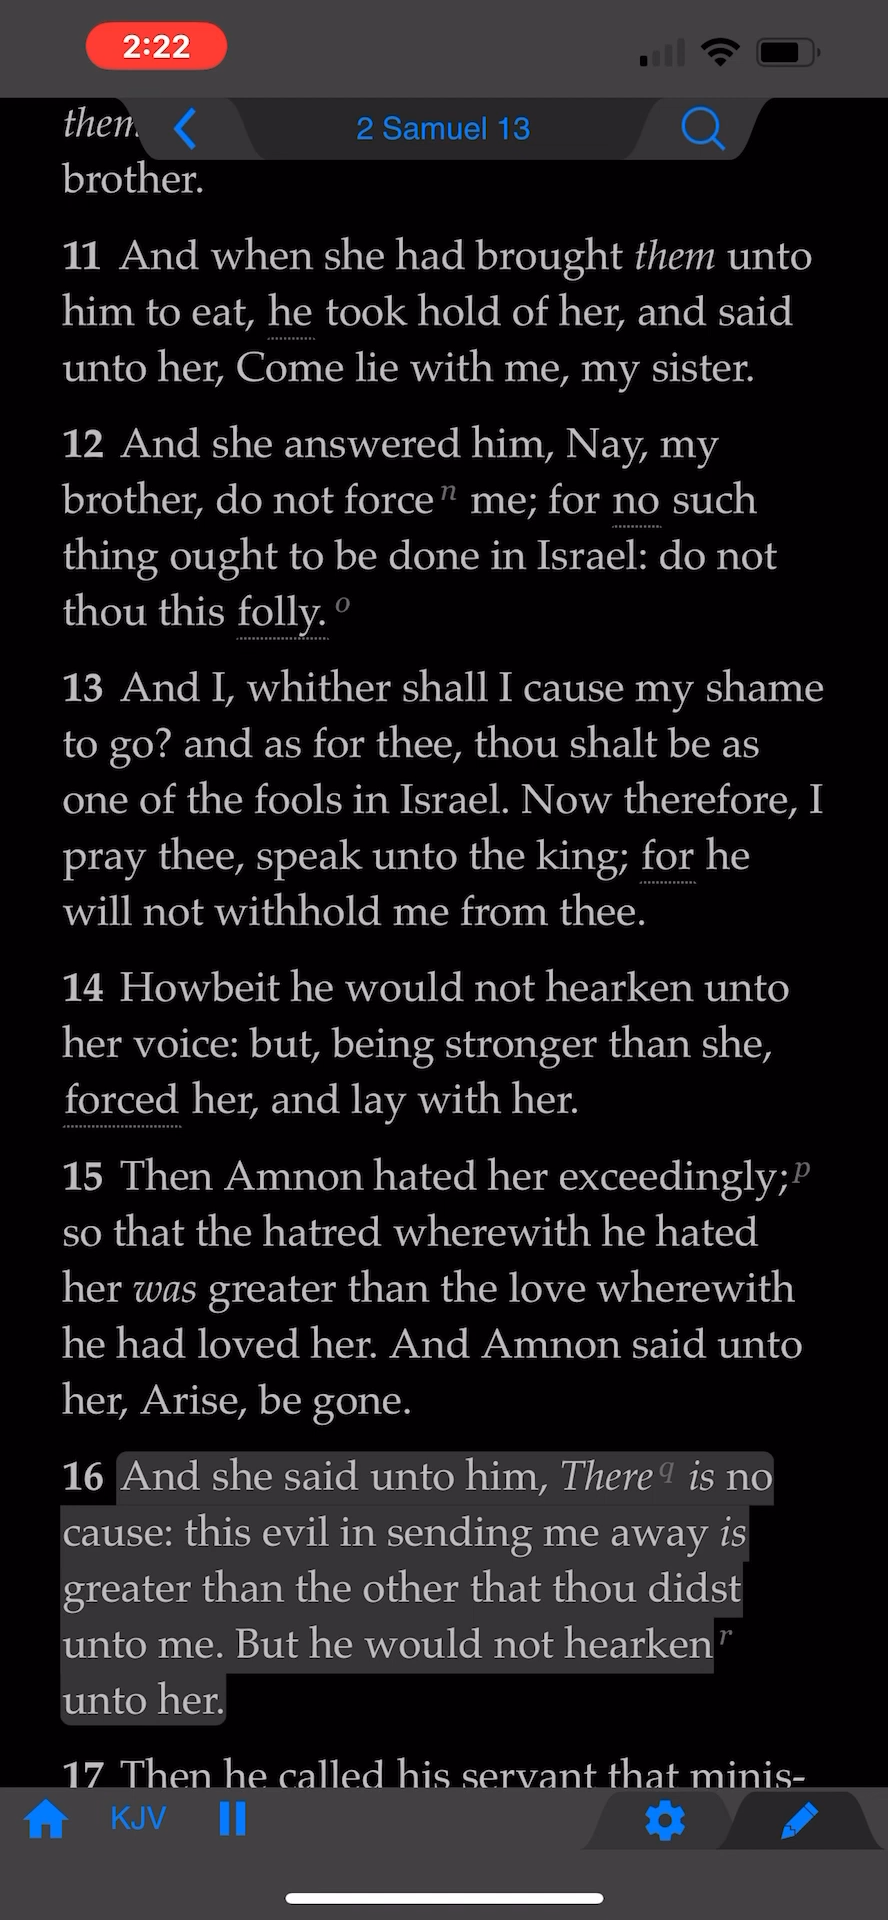 2:22
them
2 Samuel 13
brother.
11 And when she had brought them unto
him to eat, he took hold of her, and said
unto her, Come lie with me, my sister.
12 And she answered him, Nay, my
brother, do not force n me; for no such
thing ought to be done in Israel: do not
thou this folly. o
13 And I, whither shall I cause my shame
to go? and as for thee, thou shalt be as
one of the fools in Israel. Now therefore, I
pray thee, speak unto the king; for he
will not withhold me from thee.
14 Howbeit he would not hearken unto
her voice: but, being stronger than she,
forced her, and lay with her.
15 Then Amnon hated her exceedingly; p
so that the hatred wherewith he hated
her was greater than the love wherewith
he had loved her. And Amnon said unto
her, Arise, be gone.
16 And she said unto him, There q is no
cause: this evil in sending me away is
greater than the other that thou didst
unto me. But he would not hearken r
unto her.
17 Then he called his servant that minis-
KJV